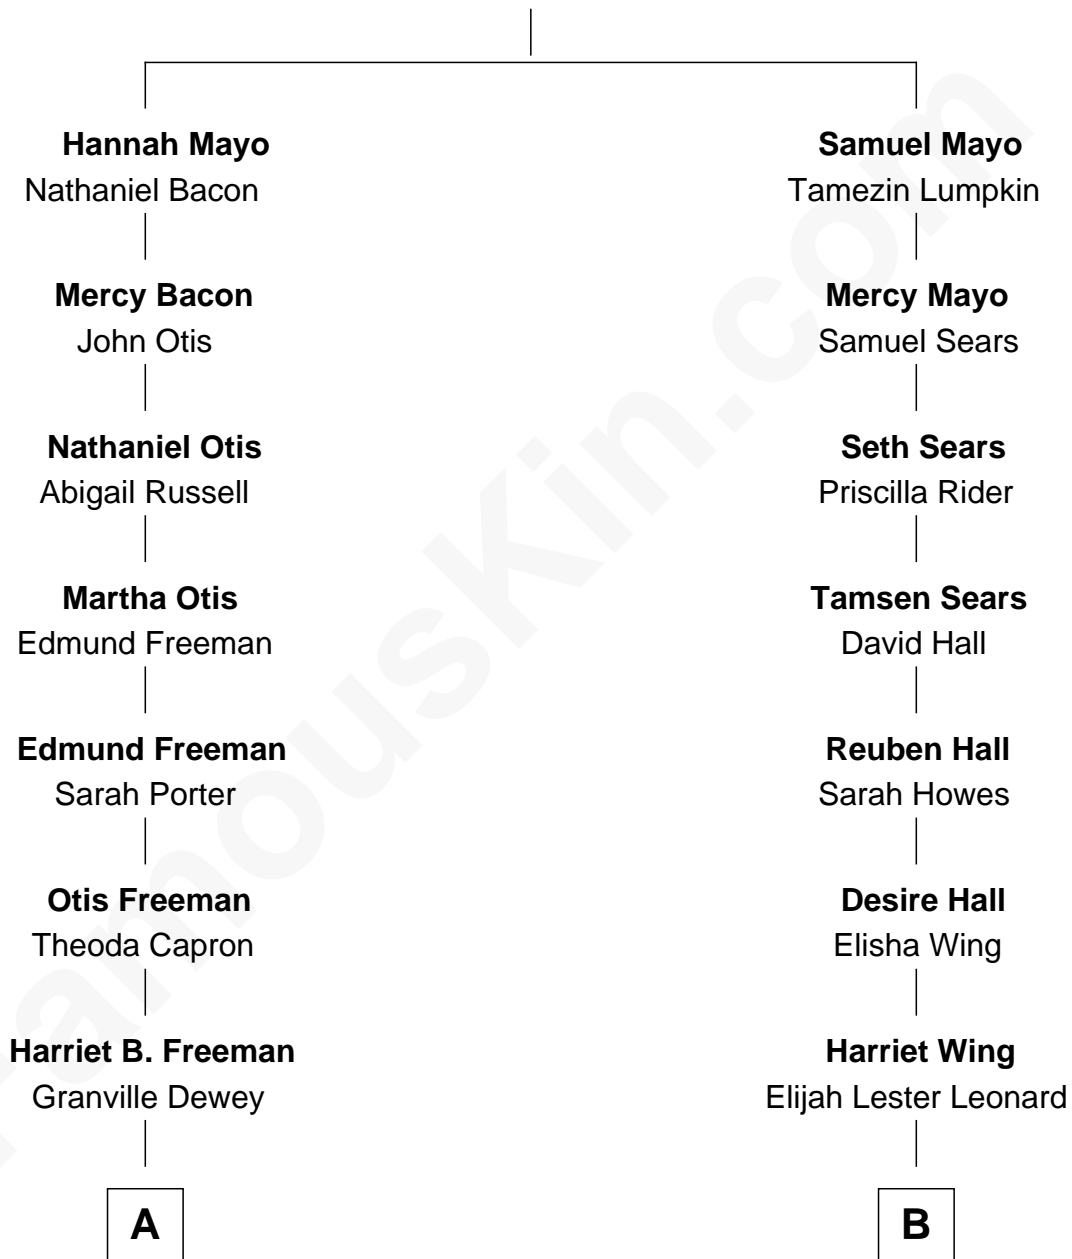 Hannah Mayo
Nathaniel Bacon
Mercy Bacon
John Otis
Nathaniel Otis
Abigail Russell
Martha Otis
Edmund Freeman
Edmund Freeman
Sarah Porter
Otis Freeman
Theoda Capron
Harriet B. Freeman
Granville Dewey
A
Samuel Mayo
Tamezin Lumpkin
Mercy Mayo
Samuel Sears
Seth Sears
Priscilla Rider
Tamsen Sears
David Hall
Reuben Hall
Sarah Howes
Desire Hall
Elisha Wing
Harriet Wing
Elijah Lester Leonard
B
FamousKin.com